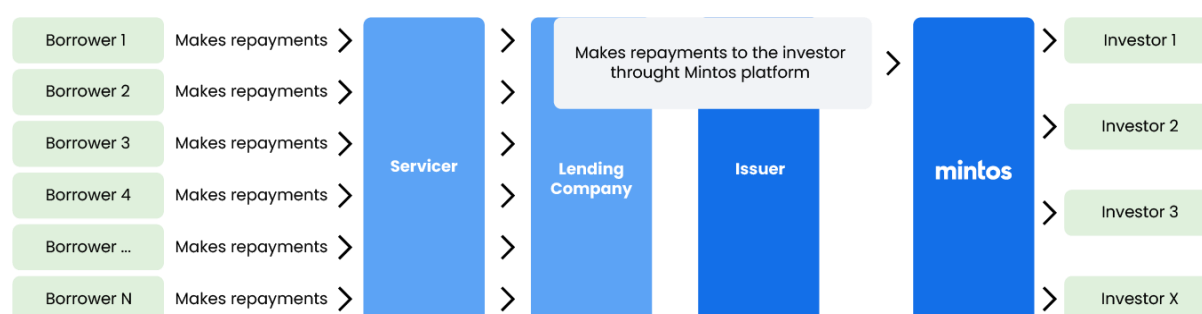 Borrower 1
Makes repayments
Borrower 2
Makes repayments
Borrower 3
Makes repayments
Borrower 4
Makes repayments
Borrower ...
Makes repayments
Borrower N
Makes repayments
Servicer
Lending
Company
Makes repayments to the investor
throught Mintos platform
Issuer
mintos
Investor 1
Investor 2
Investor 3
Investor X